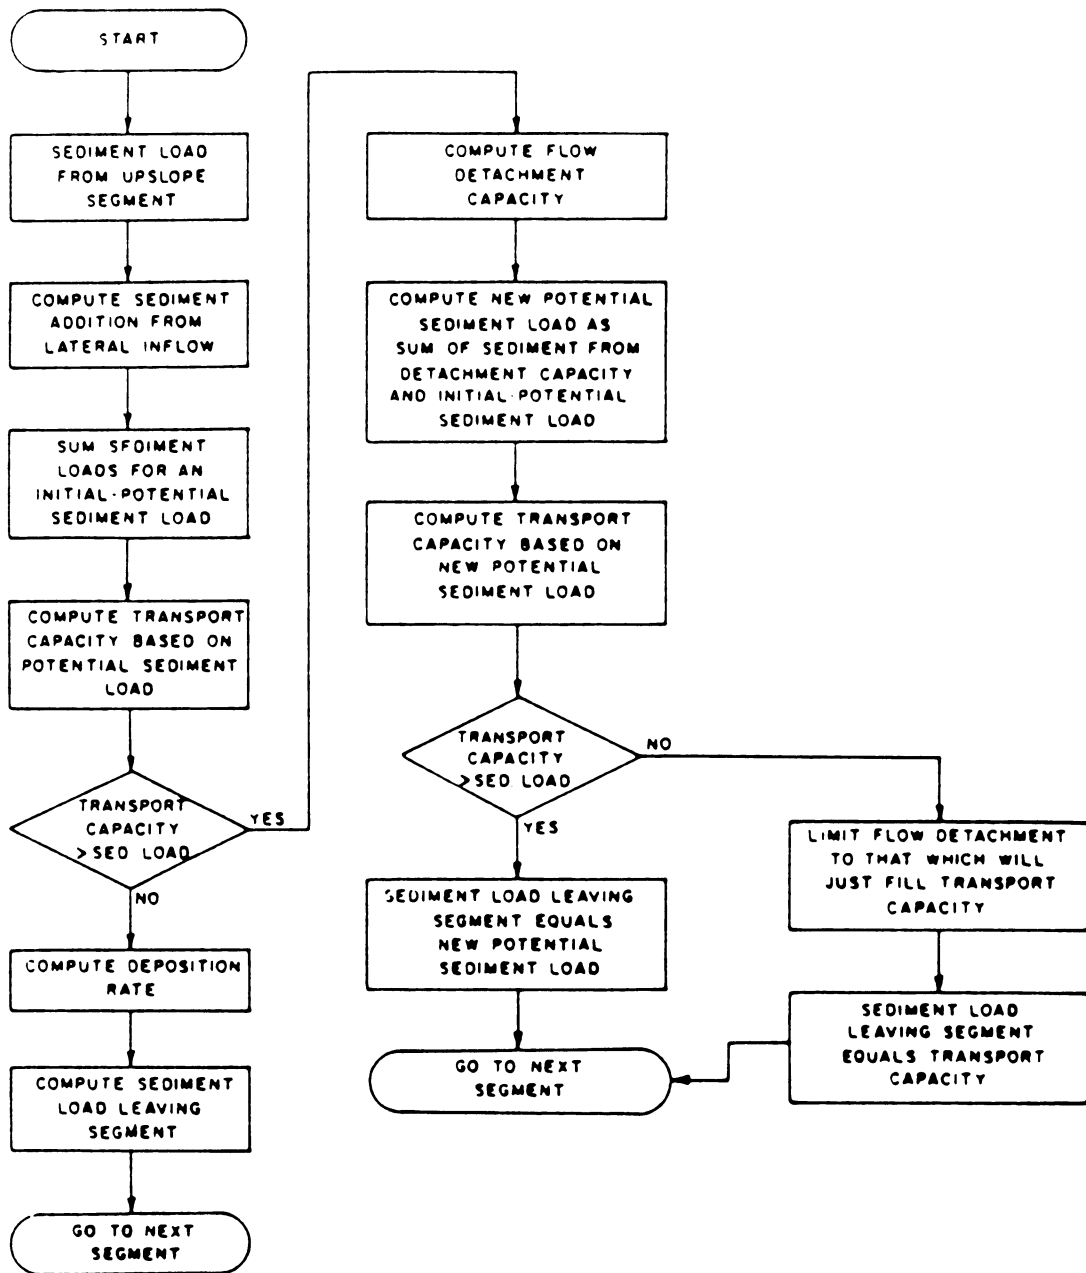 START
SEDIMENT LOAD
FROM UPSLOPE
SEGMENT
COMPUTE SEDIMENT
ADDITION FROM
LATERAL INFLOW
SUM SEDIMENT
LOADS FOR AN
INITIAL-POTENTIAL
SEDIMENT LOAD
COMPUTE TRANSPORT
CAPACITY BASED ON
POTENTIAL SEDIMENT
LOAD
TRANSPORT
CAPACITY
>SED LOAD
YES
NO
COMPUTE DEPOSITION
RATE
COMPUTE SEDIMENT
LOAD LEAVING
SEGMENT
GO TO NEXT
SEGMENT
COMPUTE FLOW
DETACHMENT
CAPACITY
COMPUTE NEW POTENTIAL
SEDIMENT LOAD AS
SUM OF SEDIMENT FROM
DETACHMENT CAPACITY
AND INITIAL-POTENTIAL
SEDIMENT LOAD
COMPUTE TRANSPORT
CAPACITY BASED ON
NEW POTENTIAL
SEDIMENT LOAD
TRANSPORT
CAPACITY
>SED LOAD
NO
YES
SEDIMENT LOAD LEAVING
SEGMENT EQUALS
NEW POTENTIAL
SEDIMENT LOAD
GO TO NEXT
SEGMENT
LIMIT FLOW DETACHMENT
TO THAT WHICH WILL
JUST FILL TRANSPORT
CAPACITY
SEDIMENT LOAD
LEAVING SEGMENT
EQUALS TRANSPORT
CAPACITY